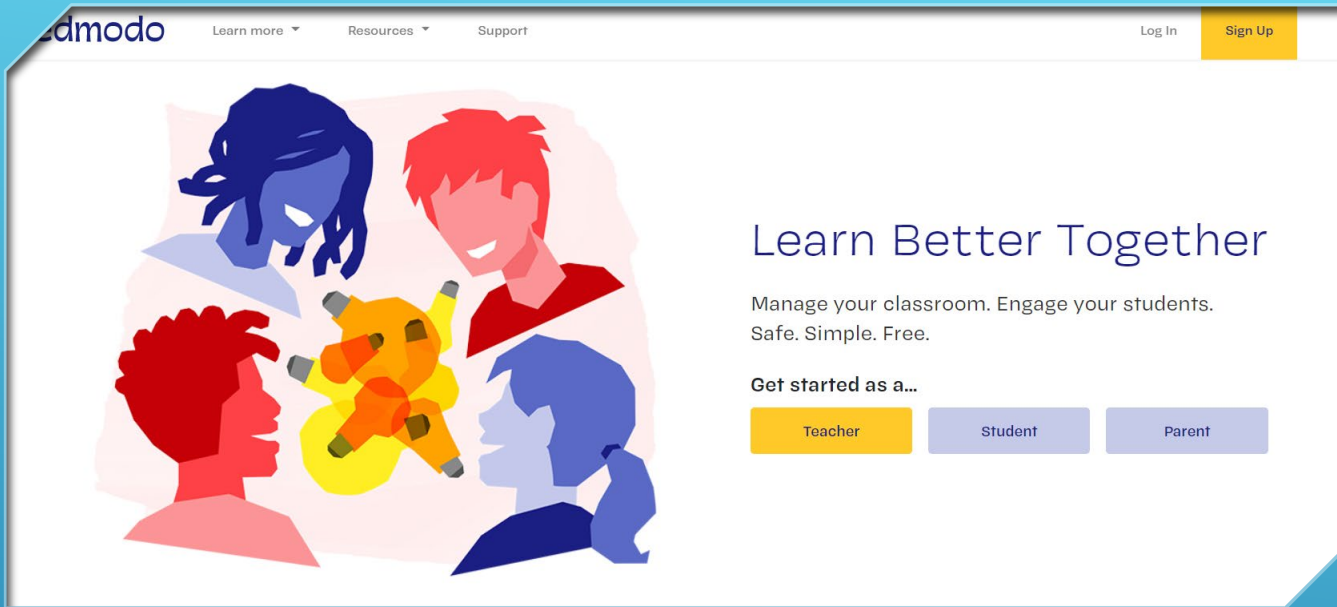 edmodo
Learn more
Resources
Support
Log In
Sign Up
Learn Better Together
Manage your classroom. Engage your students.
Safe. Simple. Free.
Get started as a...
Teacher
Student
Parent